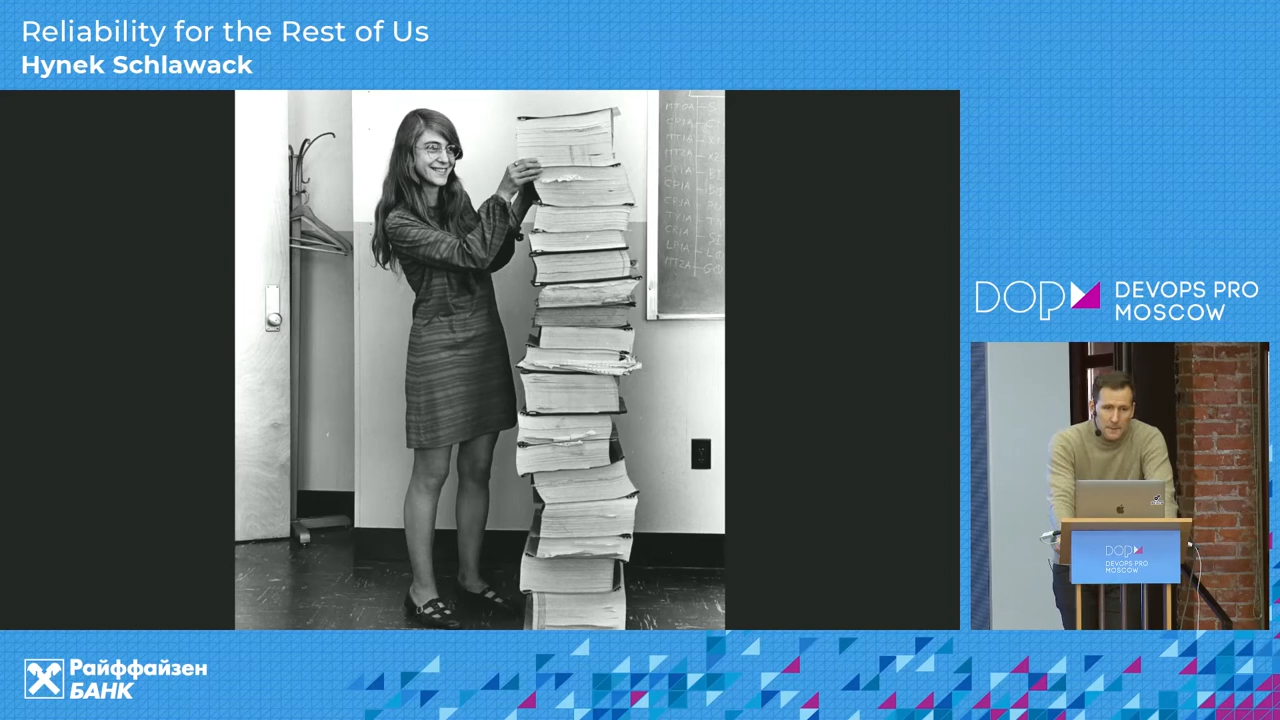 Reliability for the Rest of Us
Hynek Schlawack
DOP
DEVOPS PRO
MOSCOW
DOP
DEVOPS PRO
MOSCOW
Райффайзен
БАНК